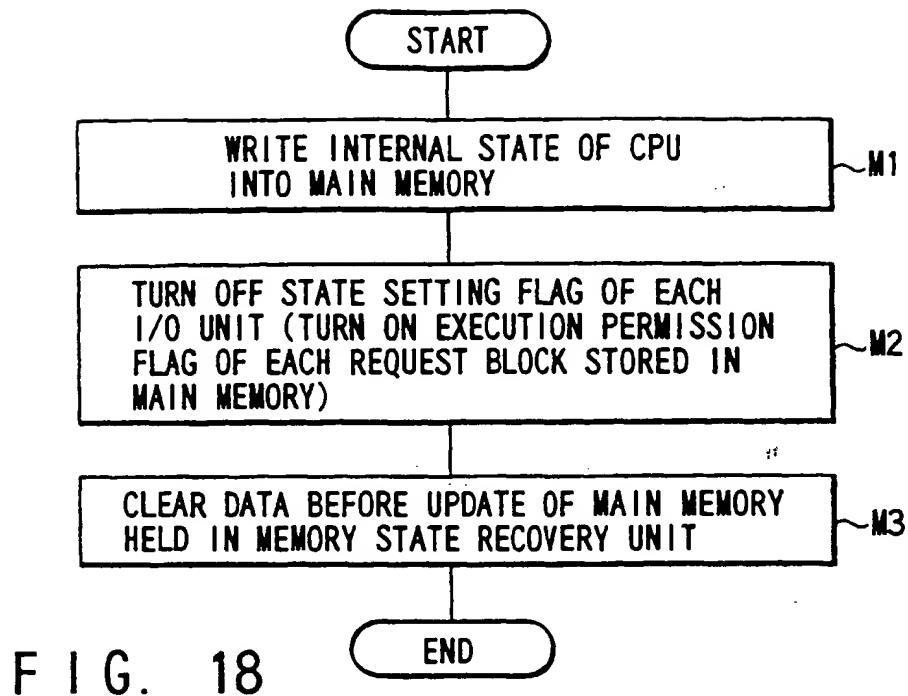 START
WRITE INTERNAL STATE OF CPU
INTO MAIN MEMORY
M1
TURN OFF STATE SETTING FLAG OF EACH
I/O UNIT (TURN ON EXECUTION PERMISSION
FLAG OF EACH REQUEST BLOCK STORED IN
MAIN MEMORY)
M2
CLEAR DATA BEFORE UPDATE OF MAIN MEMORY
HELD IN MEMORY STATE RECOVERY UNIT
M3
END
FIG. 18